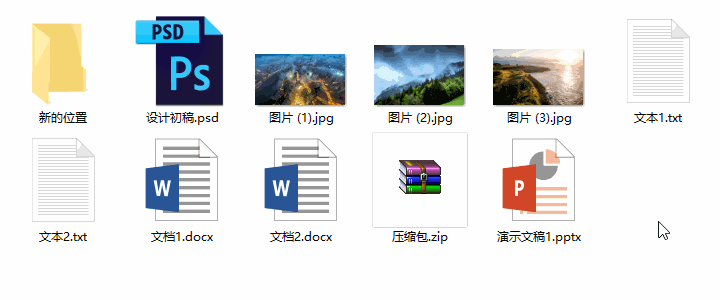 PSD
Ps
新的位置
设计初稿.psd
图片 (1).jpg
图片 (2).jpg
图片 (3).jpg
文本1.txt
W
W
P
文本2.txt
文档1.docx
文档2.docx
压缩包.zip
演示文稿1.pptx